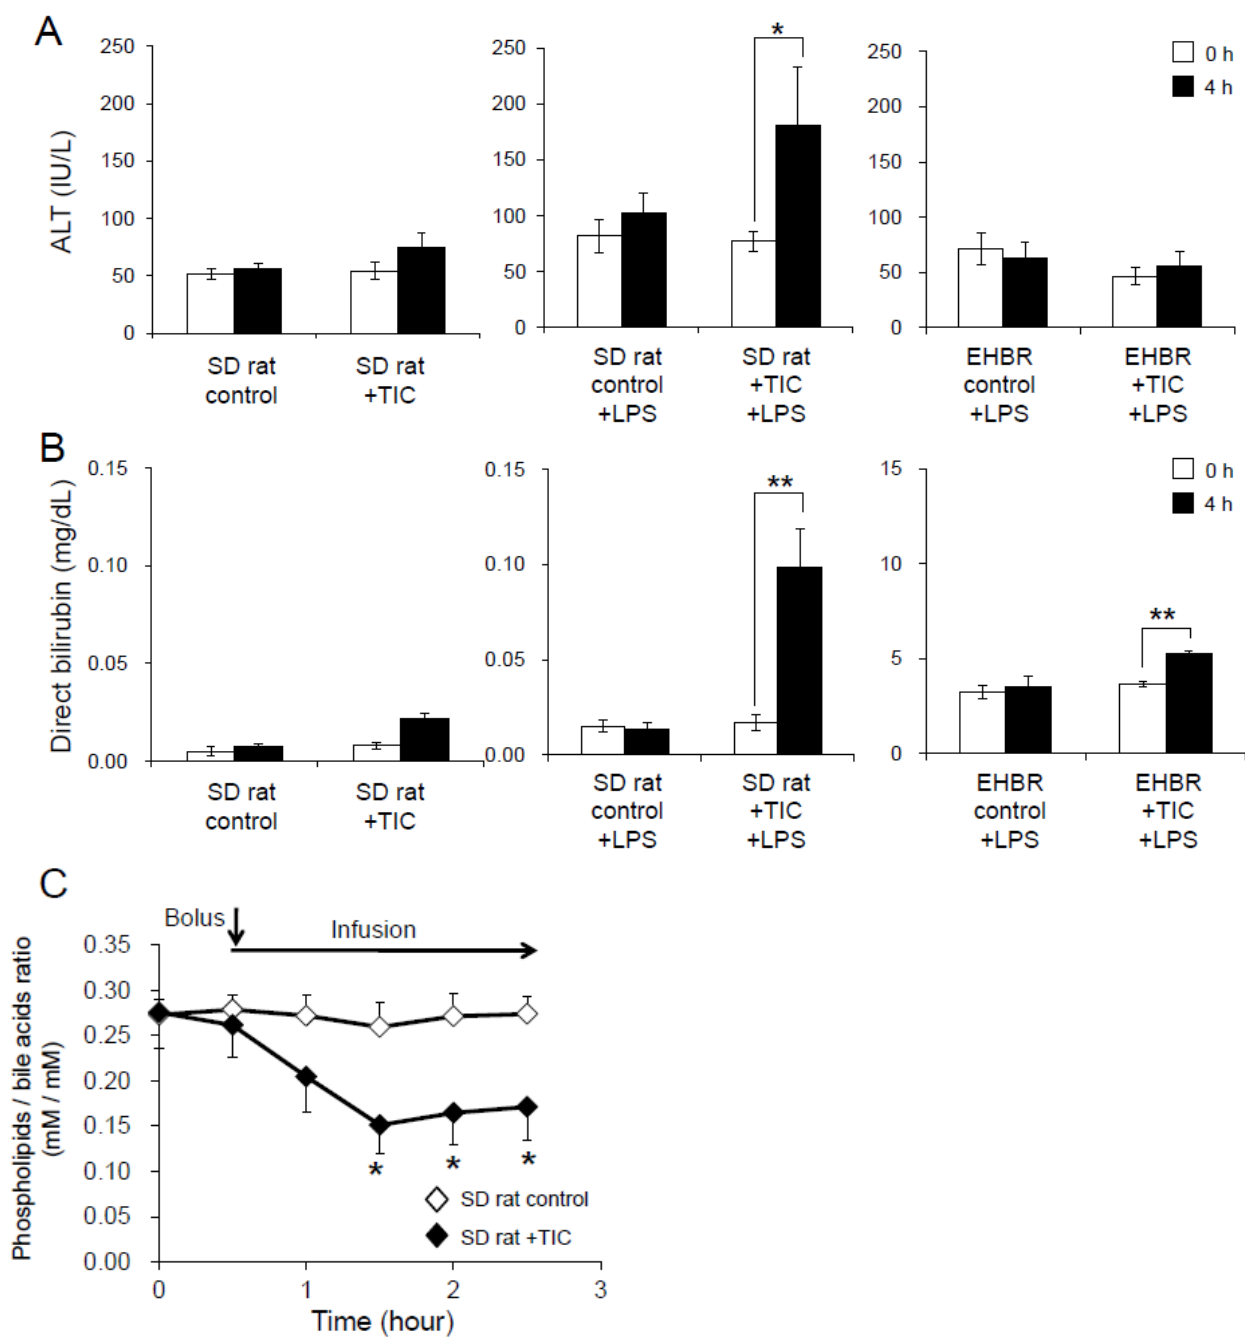 A
ALT (IU/L)
250
200
150
100
50
0
SD rat
control
SD rat
+TIC
250
200
150
100
50
0
*
SD rat
control
+LPS
SD rat
+TIC
+LPS
250
200
150
100
50
0
0 h
4 h
EHBR
control
+LPS
EHBR
+TIC
+LPS
B
Direct bilirubin (mg/dL)
0.15
0.10
0.05
0.00
SD rat
control
SD rat
+TIC
0.15
0.10
0.05
0.00
**
SD rat
control
+LPS
SD rat
+TIC
+LPS
15
10
5
0
0 h
4 h
**
EHBR
control
+LPS
EHBR
+TIC
+LPS
C
Bolus
Infusion
Phospholipids / bile acids ratio
(mM / mM)
0.35
0.30
0.25
0.20
0.15
0.10
0.05
0.00
* * *
SD rat control
SD rat +TIC
0 1 2 3
Time (hour)